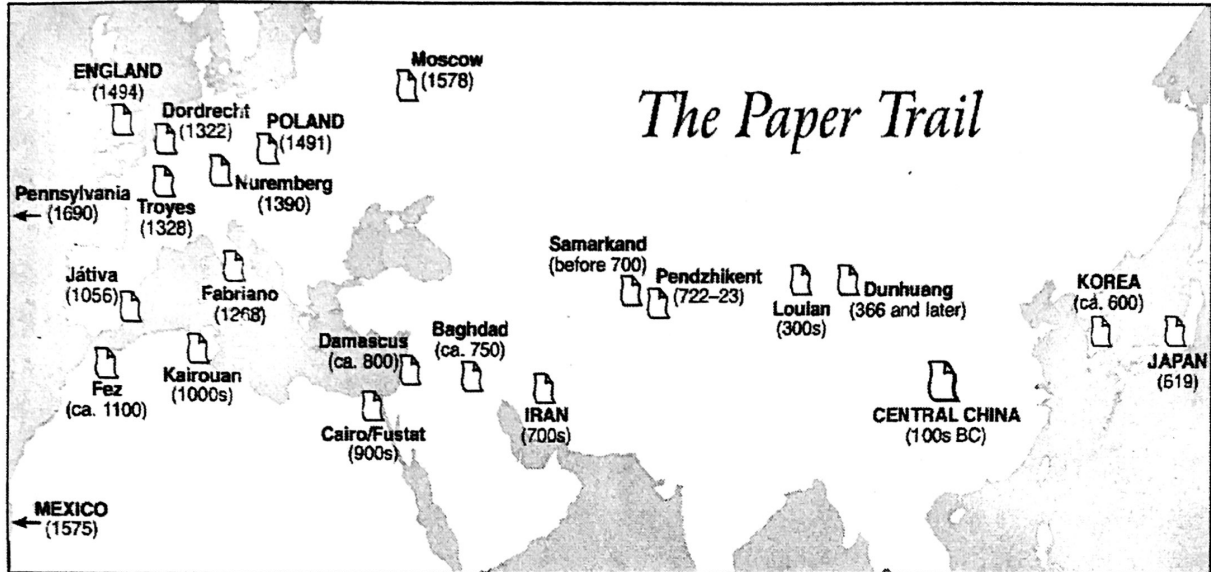 The Paper Trail
Moscow
(1578)
ENGLAND
(1494)
Dordrecht
(1322)
POLAND
(1491)
Nuremberg
(1390)
Pennsylvania
(1690)
Troyes
(1328)
Játiva
(1056)
Fabriano
(1268)
Samarkand
(before 700)
Pendzhikent
(722–23)
Loulan
(300s)
Dunhuang
(366 and later)
KOREA
(ca. 600)
JAPAN
(619)
Fez
(ca. 1100)
Kairouan
(1000s)
Damascus
(ca. 800)
Baghdad
(ca. 750)
Cairo/Fustat
(900s)
IRAN
(700s)
CENTRAL CHINA
(100s BC)
MEXICO
(1575)